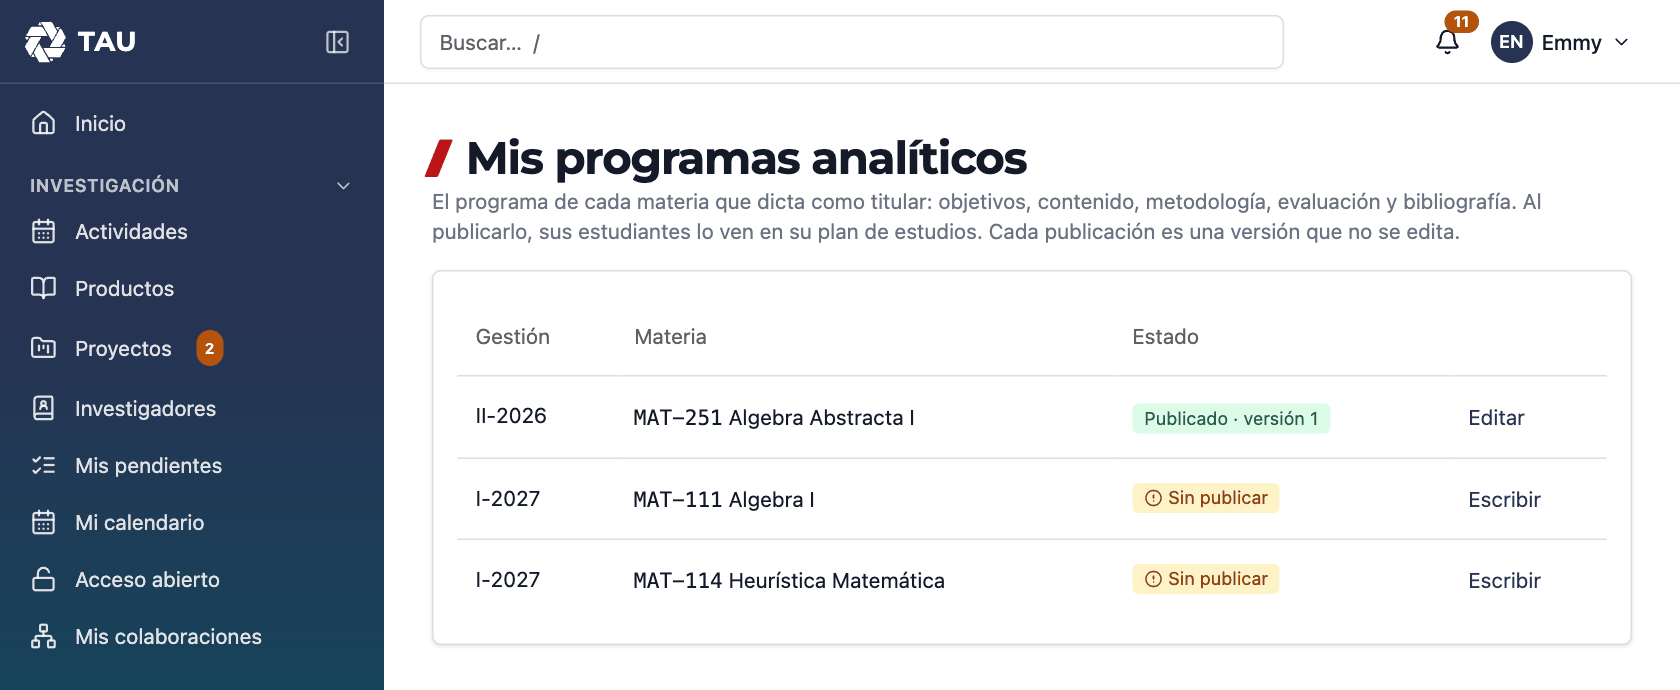 TAU
Buscar... /
11
EN Emmy
Inicio
INVESTIGACIÓN
Actividades
Productos
Proyectos 2
Investigadores
Mis pendientes
Mi calendario
Acceso abierto
Mis colaboraciones
Mis programas analíticos
El programa de cada materia que dicta como titular: objetivos, contenido, metodología, evaluación y bibliografía. Al
publicarlo, sus estudiantes lo ven en su plan de estudios. Cada publicación es una versión que no se edita.
Gestión Materia Estado
II-2026 MAT-251 Algebra Abstracta I Publicado · versión 1 Editar
I-2027 MAT-111 Algebra I Sin publicar Escribir
I-2027 MAT-114 Heurística Matemática Sin publicar Escribir